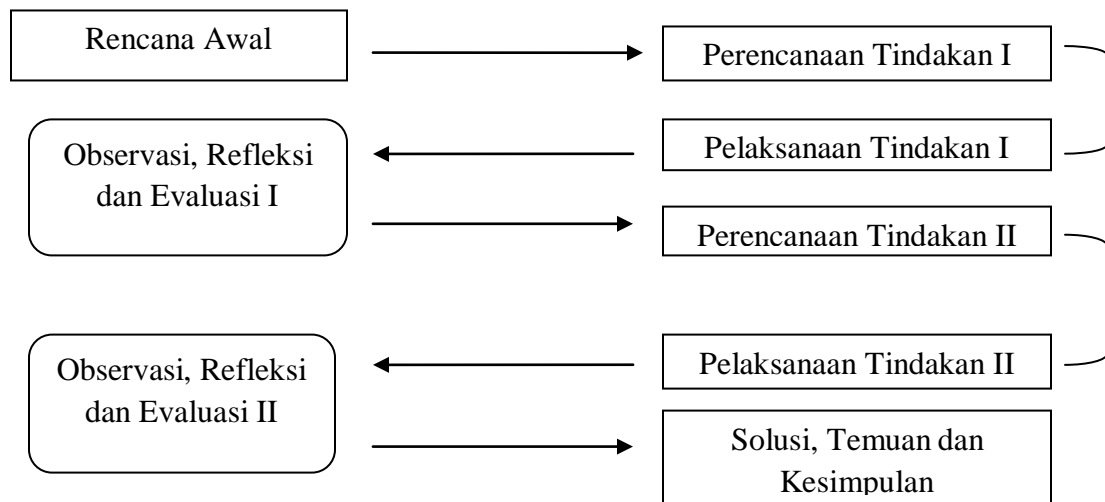 Rencana Awal
Perencanaan Tindakan I
Observasi, Refleksi
dan Evaluasi I
Pelaksanaan Tindakan I
Perencanaan Tindakan II
Observasi, Refleksi
dan Evaluasi II
Pelaksanaan Tindakan II
Solusi, Temuan dan
Kesimpulan